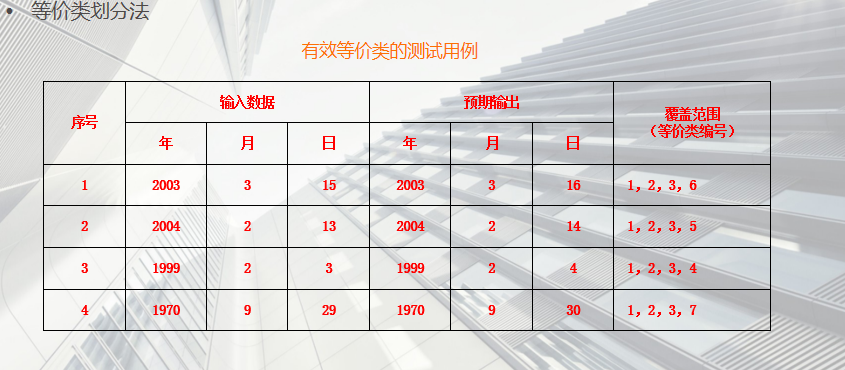 • 等价类划分法
有效等价类的测试用例
序号 输入数据 预期输出 覆盖范围
（等价类编号）
年 月 日 年 月 日
1 2003 3 15 2003 3 16 1，2，3，6
2 2004 2 13 2004 2 14 1，2，3，5
3 1999 2 3 1999 2 4 1，2，3，4
4 1970 9 29 1970 9 30 1，2，3，7